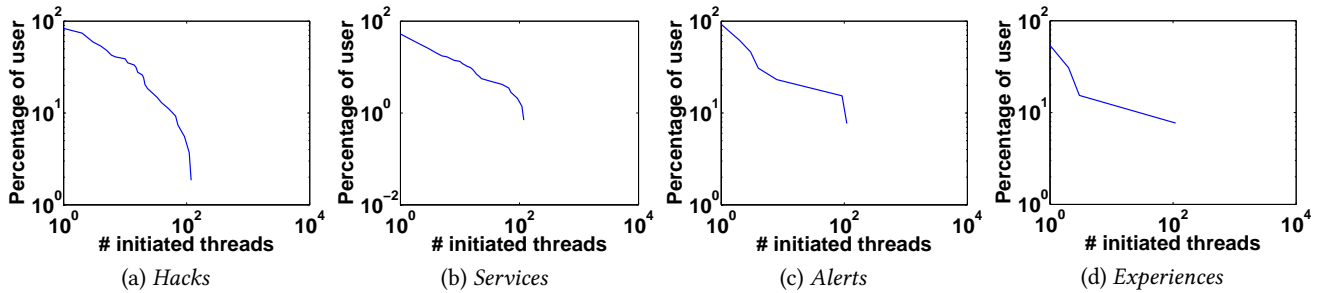 Percentage of user
10^2
10^1
10^0
10^0
10^2
10^4
# initiated threads
(a) Hacks
Percentage of user
10^2
10^0
10^−2
10^0
10^2
10^4
# initiated threads
(b) Services
Percentage of user
10^2
10^1
10^0
10^0
10^2
10^4
# initiated threads
(c) Alerts
Percentage of user
10^2
10^1
10^0
10^0
10^2
10^4
# initiated threads
(d) Experiences